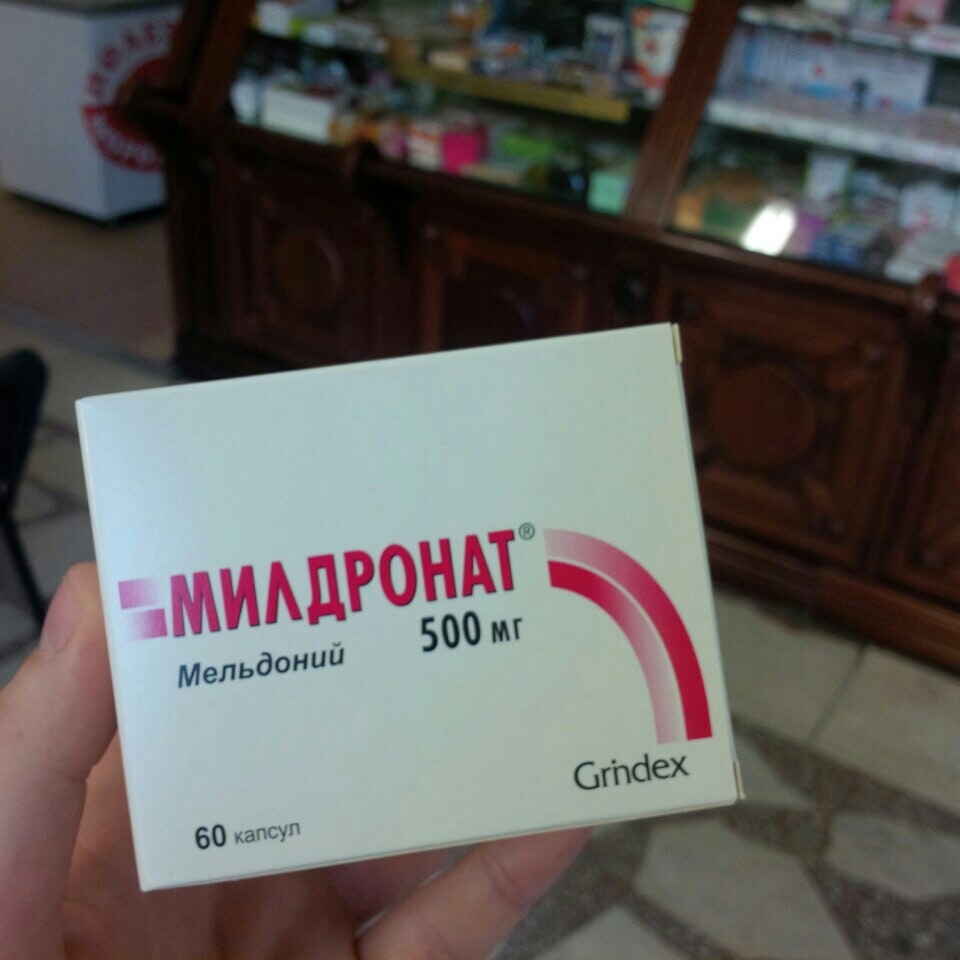 МИЛДРОНАТ®
Мельдоний 500 мг
Grindex
60 капсул